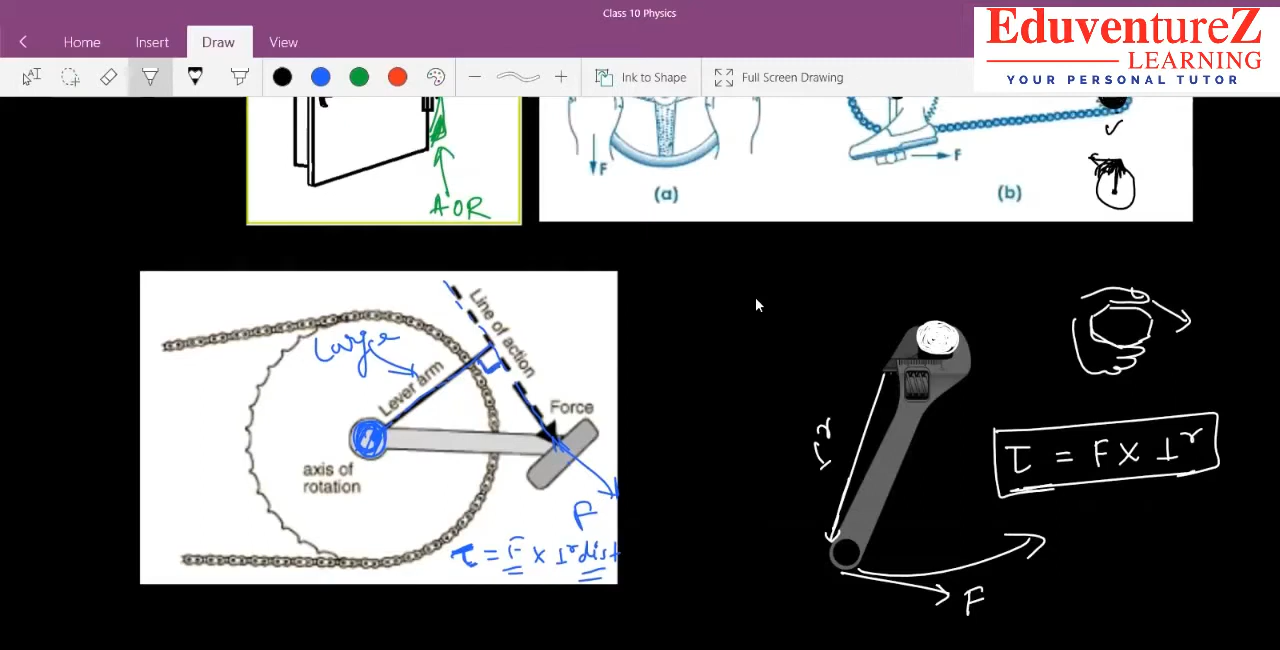 Class 10 Physics
EduventureZ
LEARNING
YOUR PERSONAL TUTOR
Home Insert Draw View
Ink to Shape
Full Screen Drawing
F
F
(a)
(b)
AOR
Large
Line of action
Lever arm
Force
axis of
rotation
F
τ = F × ⊥r dist
⊥r
τ = F × ⊥r
F